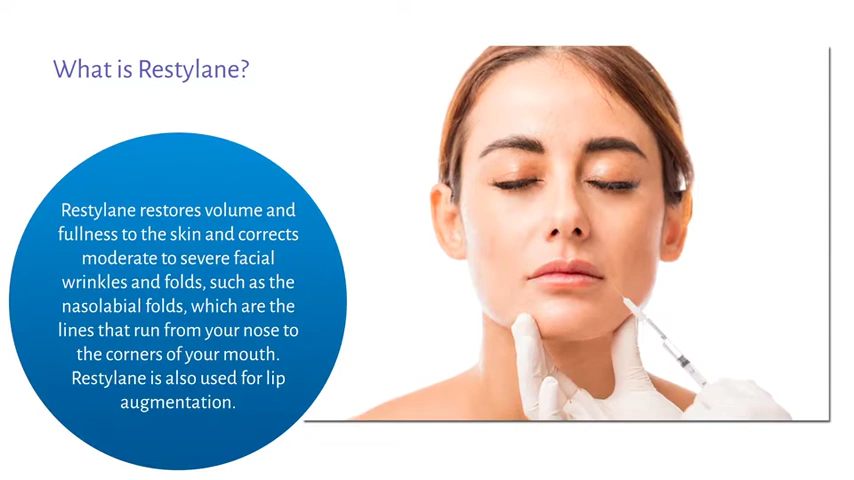 What is Restylane?
Restylane restores volume and
fullness to the skin and corrects
moderate to severe facial
wrinkles and folds, such as the
nasolabial folds, which are the
lines that run from your nose to
the corners of your mouth.
Restylane is also used for lip
augmentation.